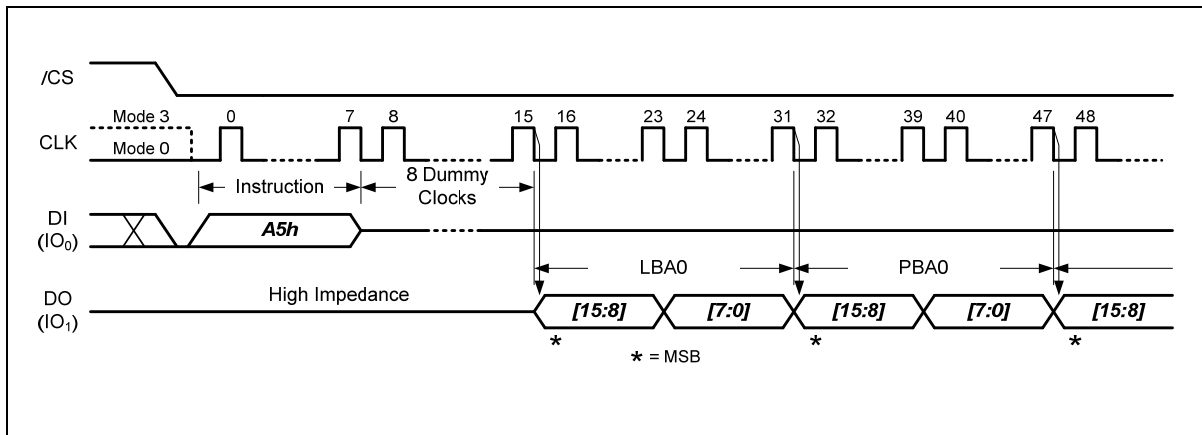 /CS
Mode 3 0 7 8 15 16 23 24 31 32 39 40 47 48
CLK
Mode 0
Instruction
8 Dummy
Clocks
DI
(IO₀)
A5h
LBA0 PBA0
DO
(IO₁)
High Impedance
[15:8] [7:0] [15:8] [7:0] [15:8]
* * *
* = MSB